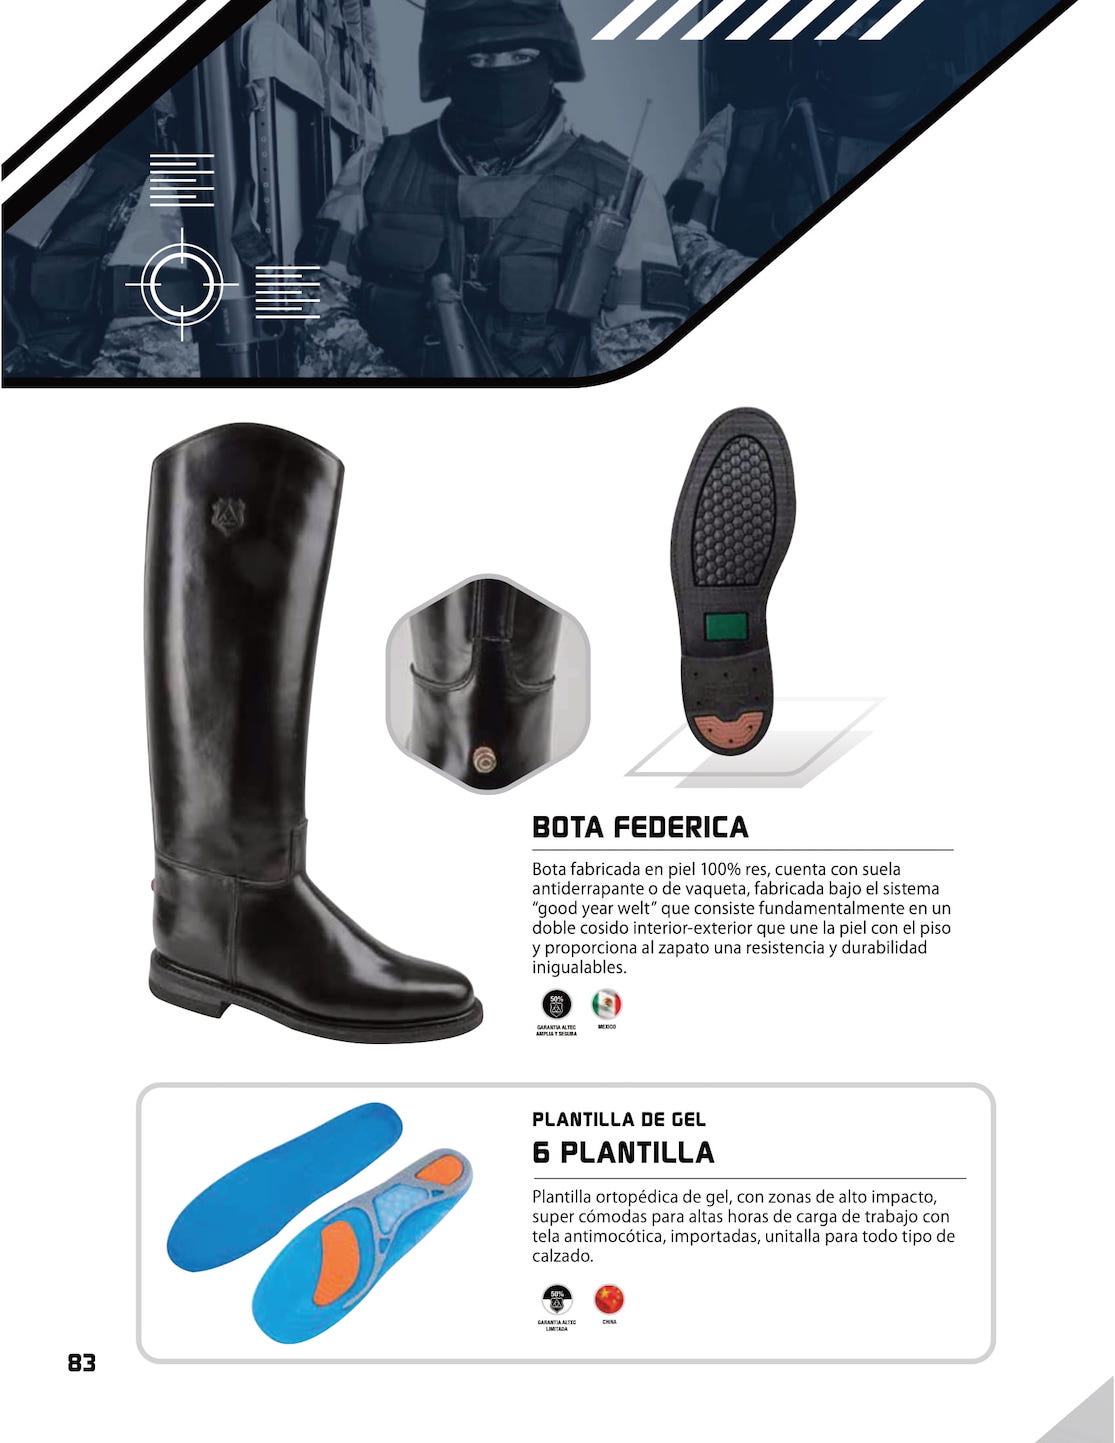 BOTA FEDERICA
Bota fabricada en piel 100% res, cuenta con suela
antiderrapante o de vaqueta, fabricada bajo el sistema
“good year welt” que consiste fundamentalmente en un
doble cosido interior-exterior que une la piel con el piso
y proporciona al zapato una resistencia y durabilidad
inigualables.
50%
GARANTIA ALTEC
AMPLIA Y SEGURA
MEXICO
PLANTILLA DE GEL
6 PLANTILLA
Plantilla ortopédica de gel, con zonas de alto impacto,
super cómodas para altas horas de carga de trabajo con
tela antimocótica, importadas, unitalla para todo tipo de
calzado.
50%
GARANTIA ALTEC
LIMITADA
CHINA
83